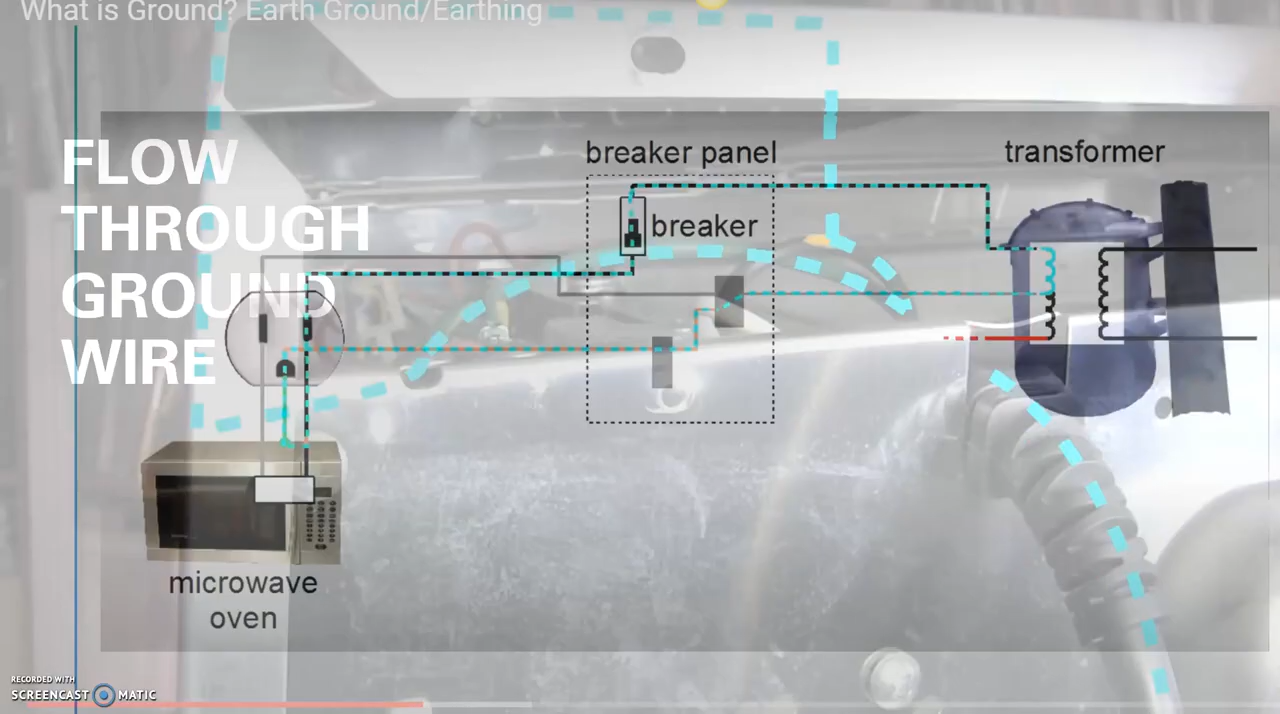 What is Ground? Earth Ground/Earthing
FLOW
THROUGH
GROUND
WIRE
breaker panel
breaker
transformer
microwave
oven
RECORDED WITH
SCREENCAST MATIC